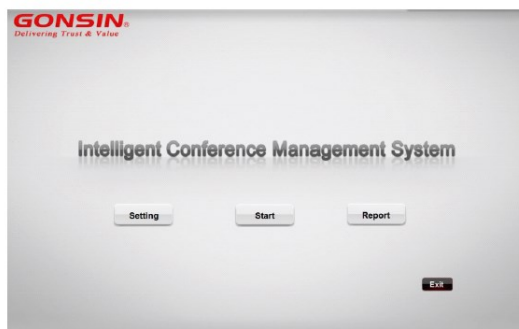 GONSIN®
Delivering Trust & Value
Intelligent Conference Management System
Setting Start Report
Exit